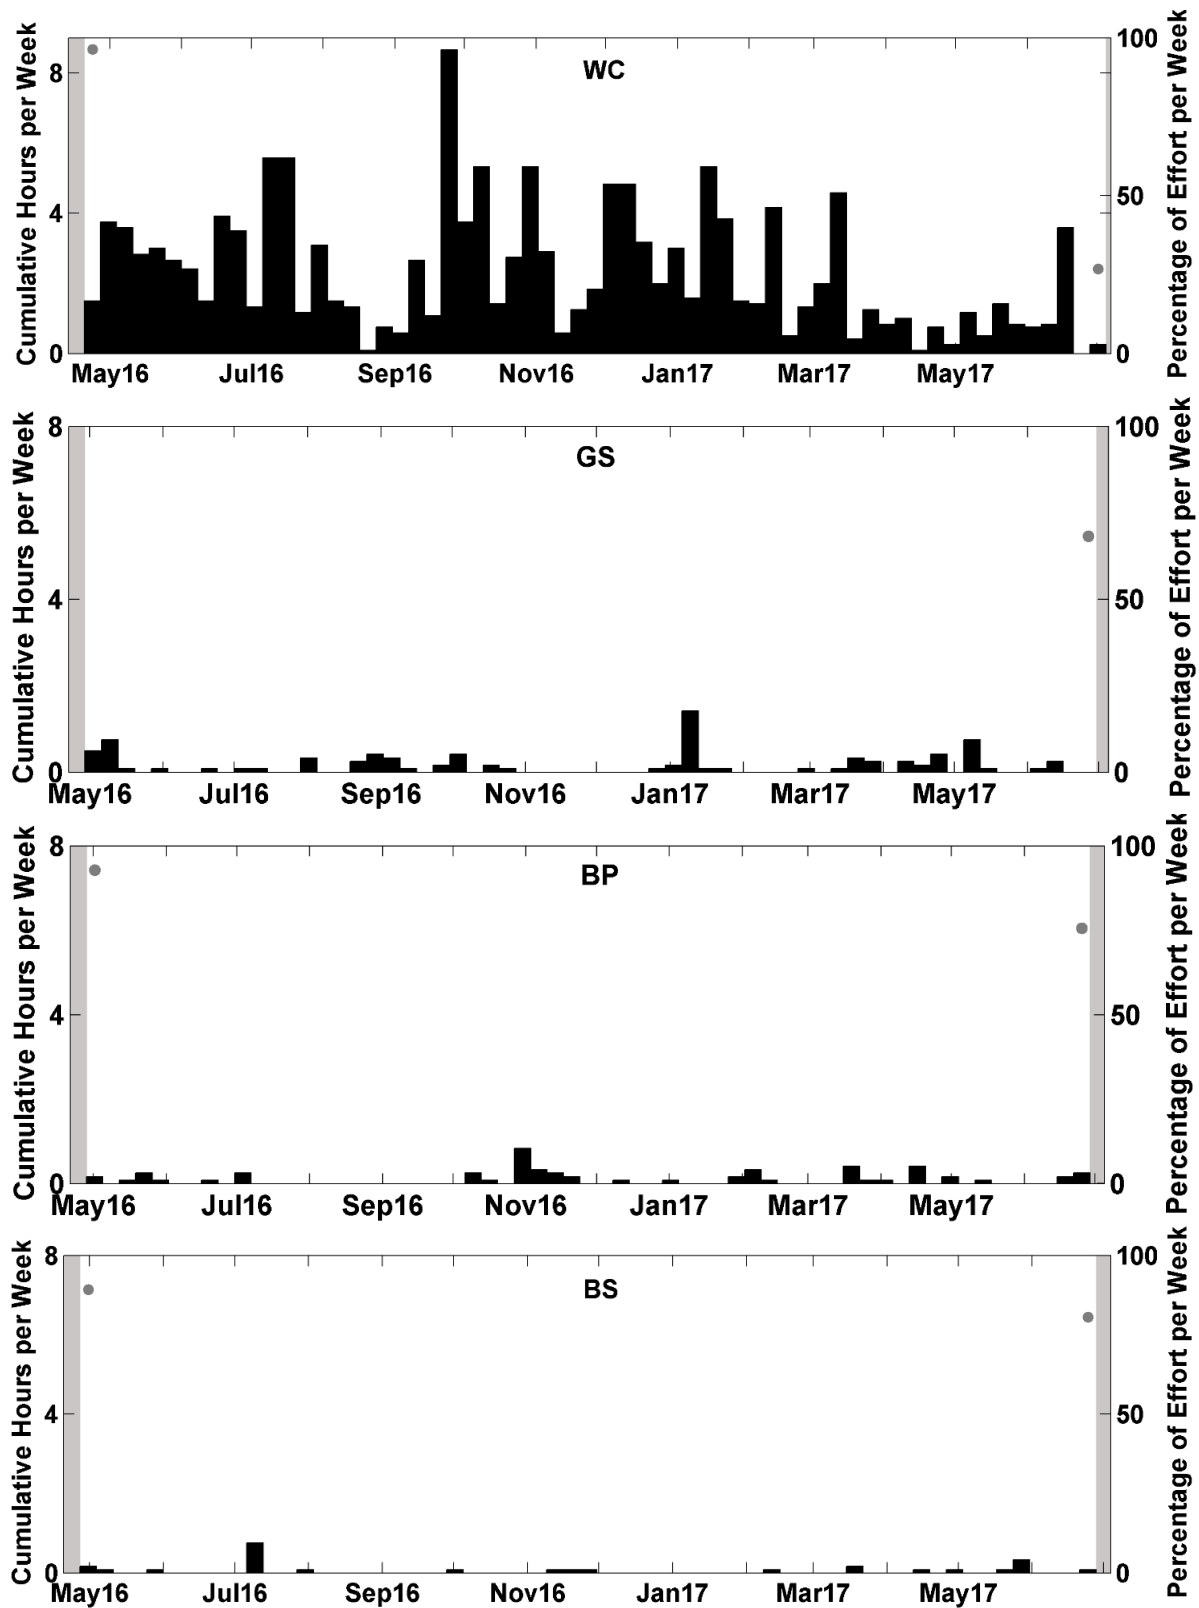 Cumulative Hours per Week
8
4
0
WC
100
50
0
Percentage of Effort per Week
May16 Jul16 Sep16 Nov16 Jan17 Mar17 May17
Cumulative Hours per Week
8
4
0
GS
100
50
0
Percentage of Effort per Week
May16 Jul16 Sep16 Nov16 Jan17 Mar17 May17
Cumulative Hours per Week
8
4
0
BP
100
50
0
Percentage of Effort per Week
May16 Jul16 Sep16 Nov16 Jan17 Mar17 May17
Cumulative Hours per Week
8
4
0
BS
100
50
0
Percentage of Effort per Week
May16 Jul16 Sep16 Nov16 Jan17 Mar17 May17